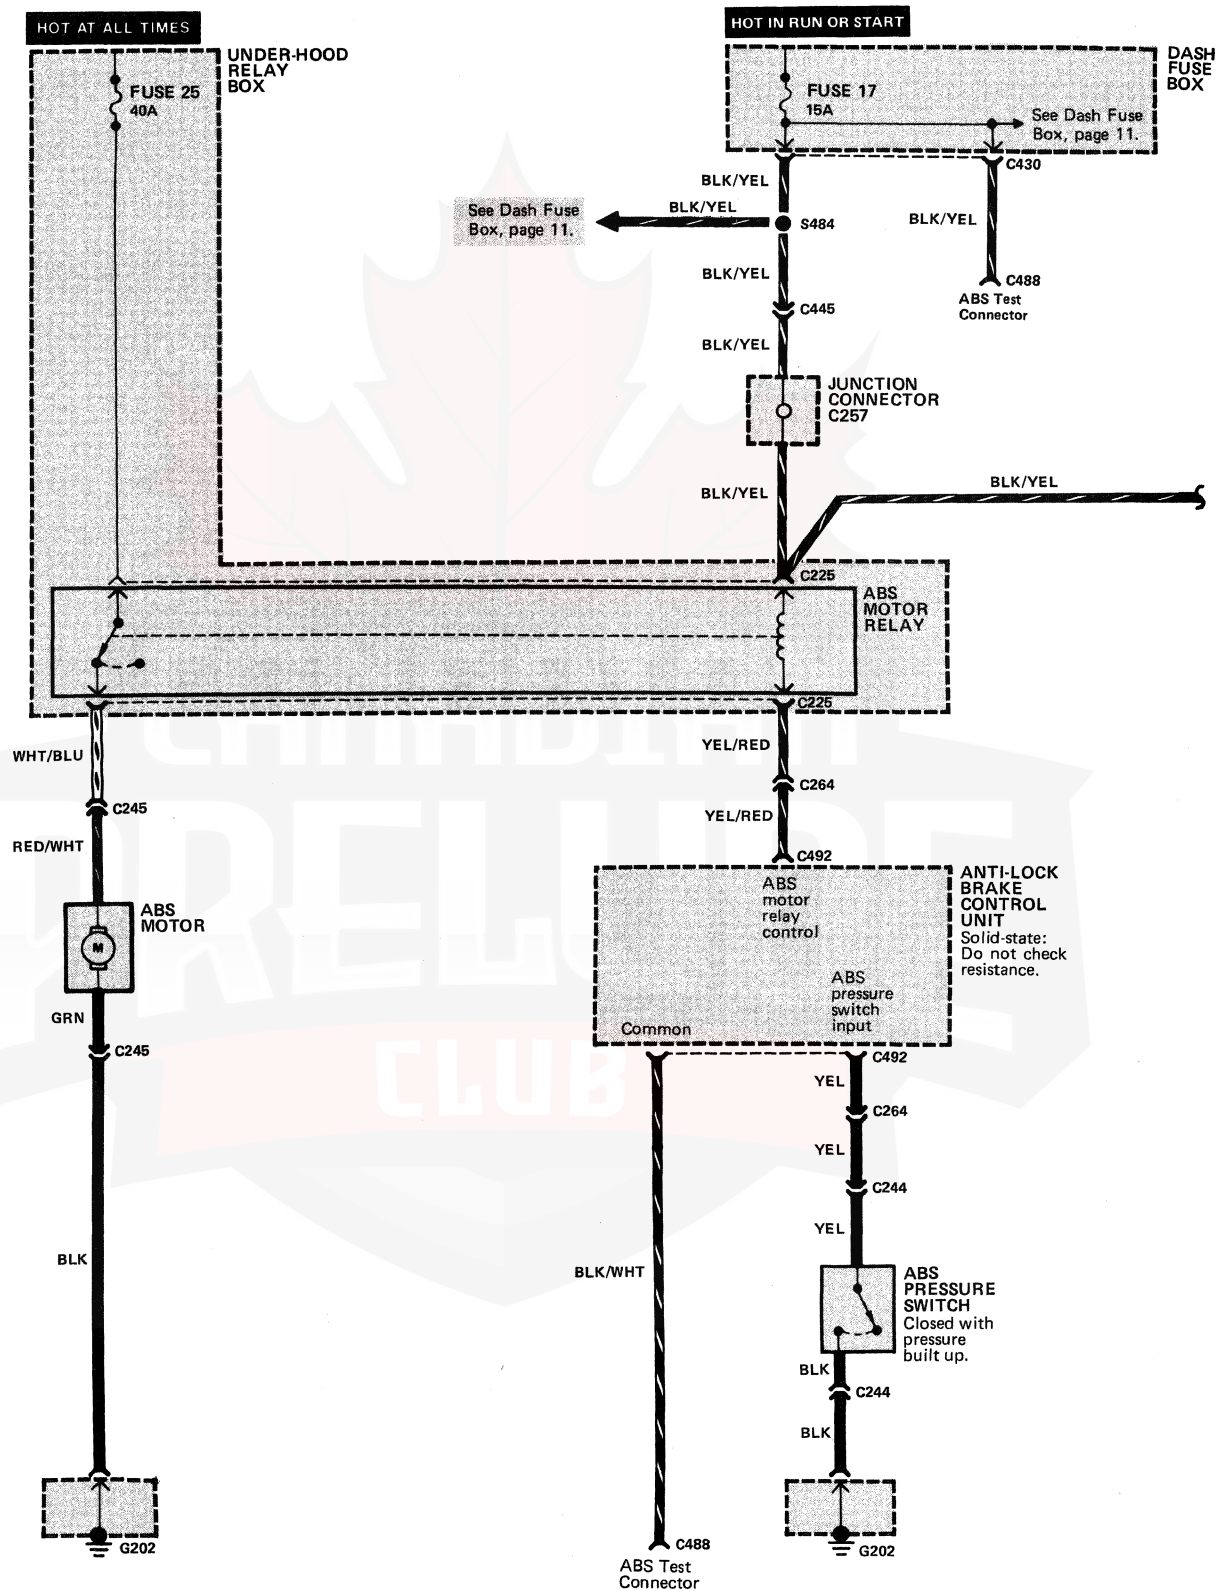 HOT AT ALL TIMES
HOT IN RUN OR START
UNDER-HOOD
RELAY
BOX
FUSE 25
40A
DASH
FUSE
BOX
FUSE 17
15A
See Dash Fuse
Box, page 11.
C430
BLK/YEL
BLK/YEL
See Dash Fuse
Box, page 11.
S484
BLK/YEL
BLK/YEL
C488
ABS Test
Connector
C445
BLK/YEL
JUNCTION
CONNECTOR
C257
BLK/YEL
BLK/YEL
C225
ABS
MOTOR
RELAY
C225
CANADIAN
PRELUDE
CLUB
WHT/BLU
YEL/RED
C264
C245
YEL/RED
RED/WHT
C492
ABS
MOTOR
M
ABS
motor
relay
control
ANTI-LOCK
BRAKE
CONTROL
UNIT
Solid-state:
Do not check
resistance.
ABS
pressure
switch
input
Common
GRN
C245
C492
YEL
C264
YEL
C244
YEL
BLK
BLK/WHT
ABS
PRESSURE
SWITCH
Closed with
pressure
built up.
BLK
C244
BLK
G202
C488
ABS Test
Connector
G202